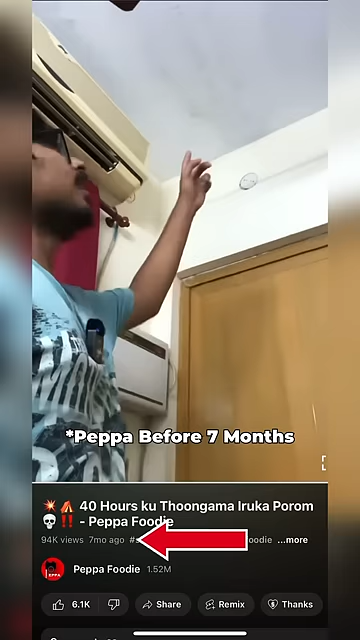 *Peppa Before 7 Months
💥⛺ 40 Hours ku Thoongama Iruka Porom
💀‼️ - Peppa Foodie
94K views 7mo ago oodie ...more
Peppa Foodie 1.52M
6.1K Share Remix Thanks